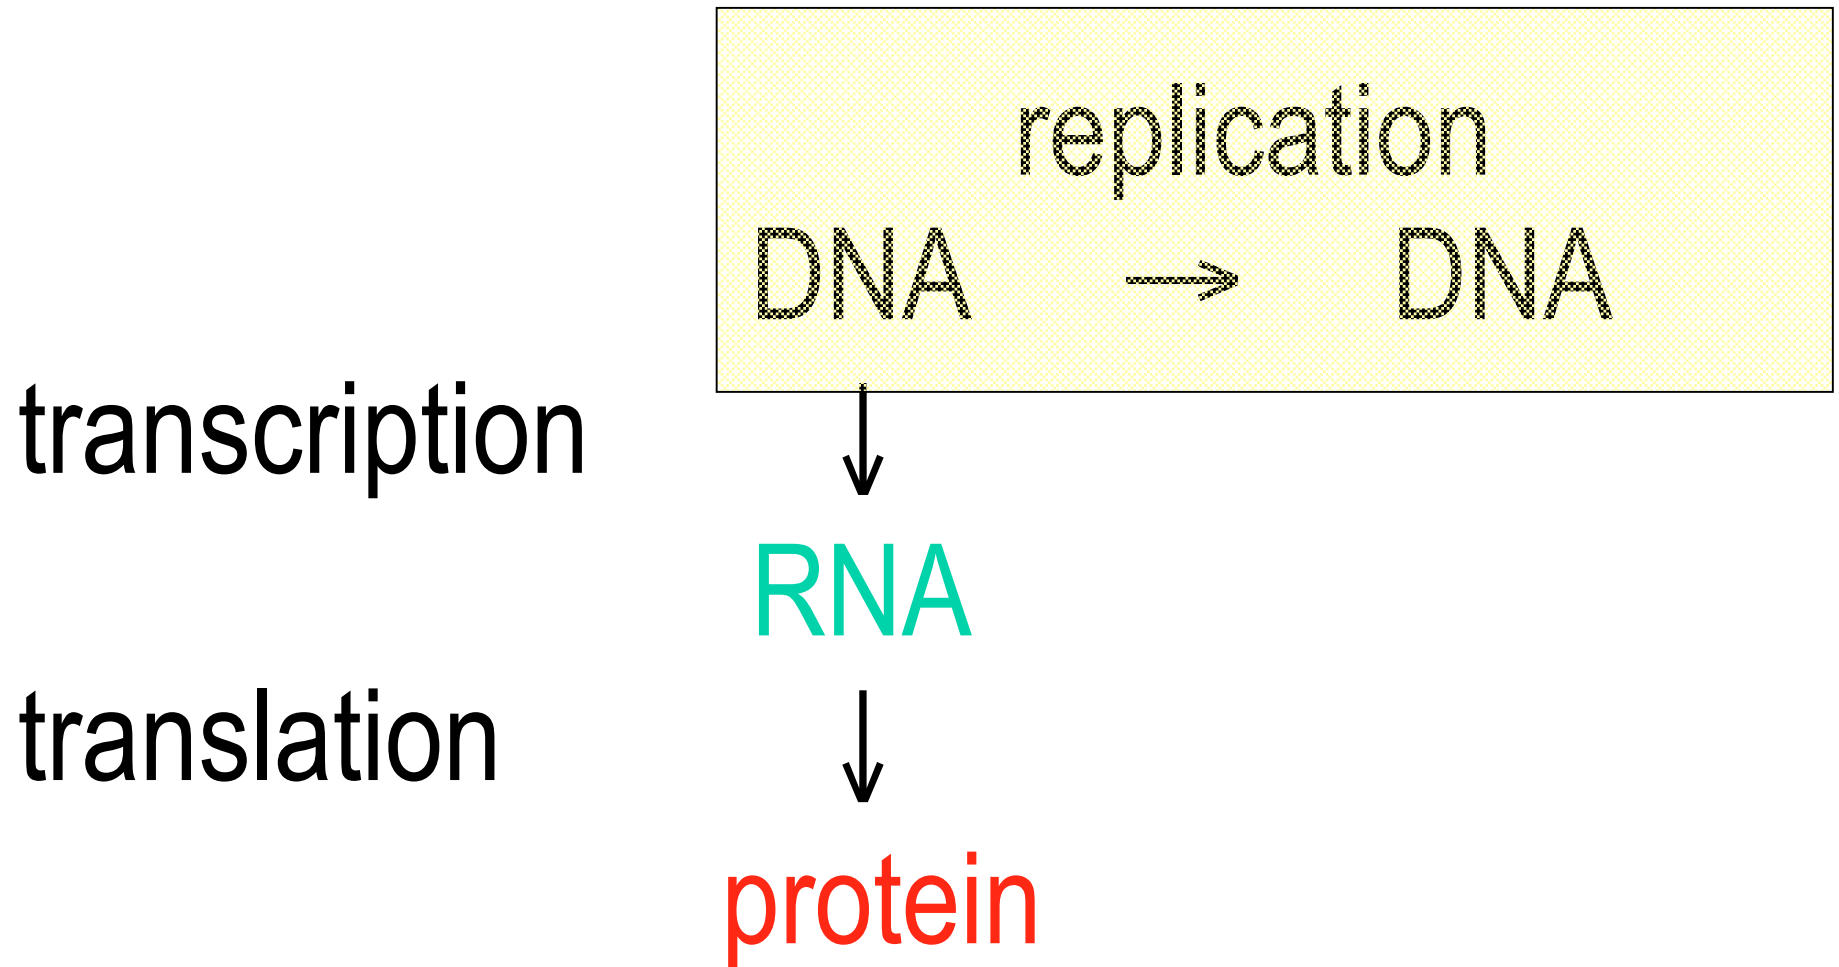 replication
DNA → DNA
transcription
RNA
translation
protein